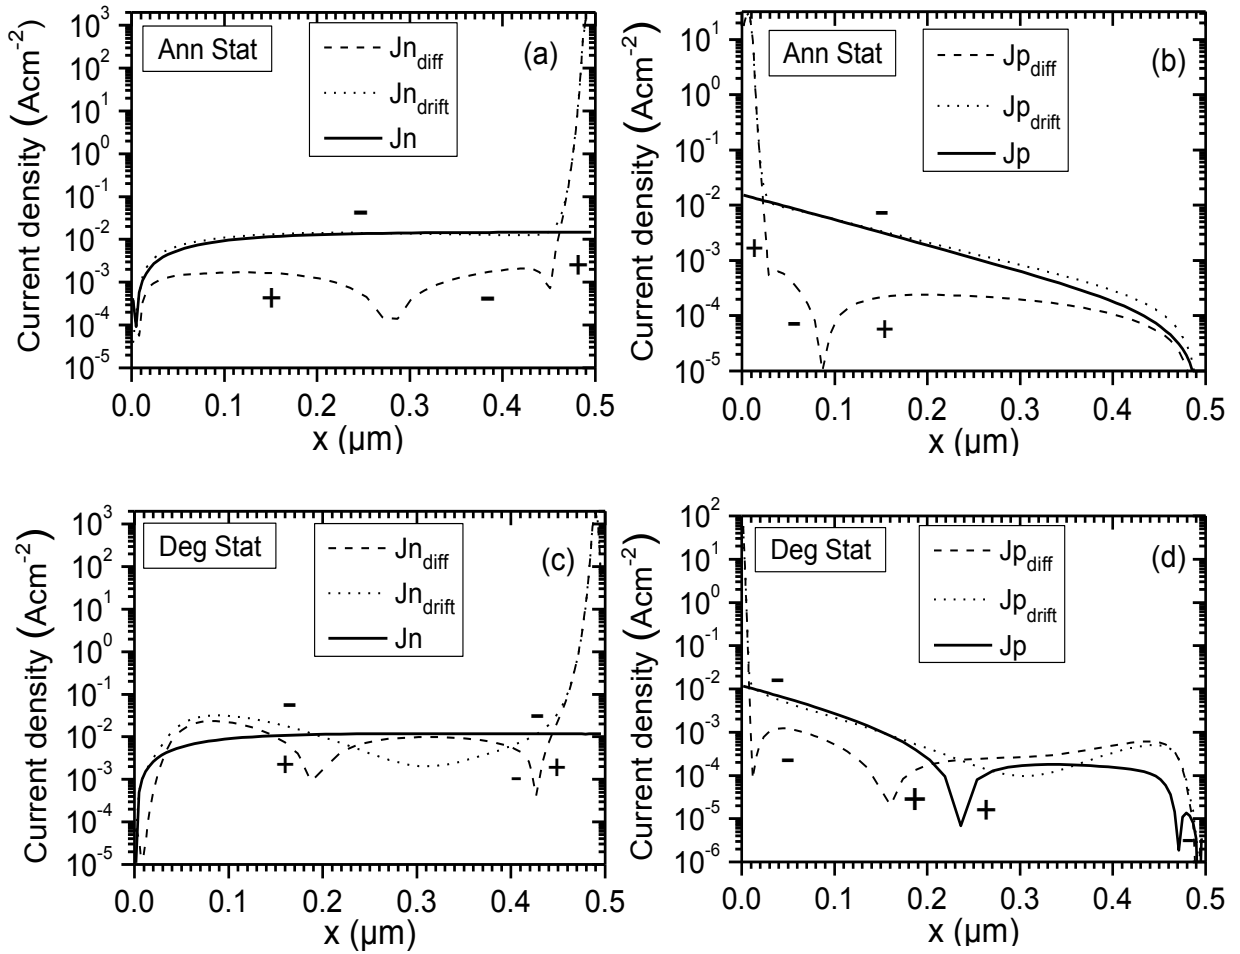 Ann Stat
Jn_diff
Jn_drift
Jn
(a)
Current density (Acm^-2)
10^3
10^2
10^1
10^0
10^-1
10^-2
10^-3
10^-4
10^-5
-
+
-
+
0.0 0.1 0.2 0.3 0.4 0.5
x (μm)
Ann Stat
Jp_diff
Jp_drift
Jp
(b)
Current density (Acm^-2)
10^1
10^0
10^-1
10^-2
10^-3
10^-4
10^-5
-
+
-
+
0.0 0.1 0.2 0.3 0.4 0.5
x (μm)
Deg Stat
Jn_diff
Jn_drift
Jn
(c)
Current density (Acm^-2)
10^3
10^2
10^1
10^0
10^-1
10^-2
10^-3
10^-4
10^-5
-
-
+
-
+
0.0 0.1 0.2 0.3 0.4 0.5
x (μm)
Deg Stat
Jp_diff
Jp_drift
Jp
(d)
Current density (Acm^-2)
10^2
10^1
10^0
10^-1
10^-2
10^-3
10^-4
10^-5
10^-6
-
-
+
+
-
0.0 0.1 0.2 0.3 0.4 0.5
x (μm)